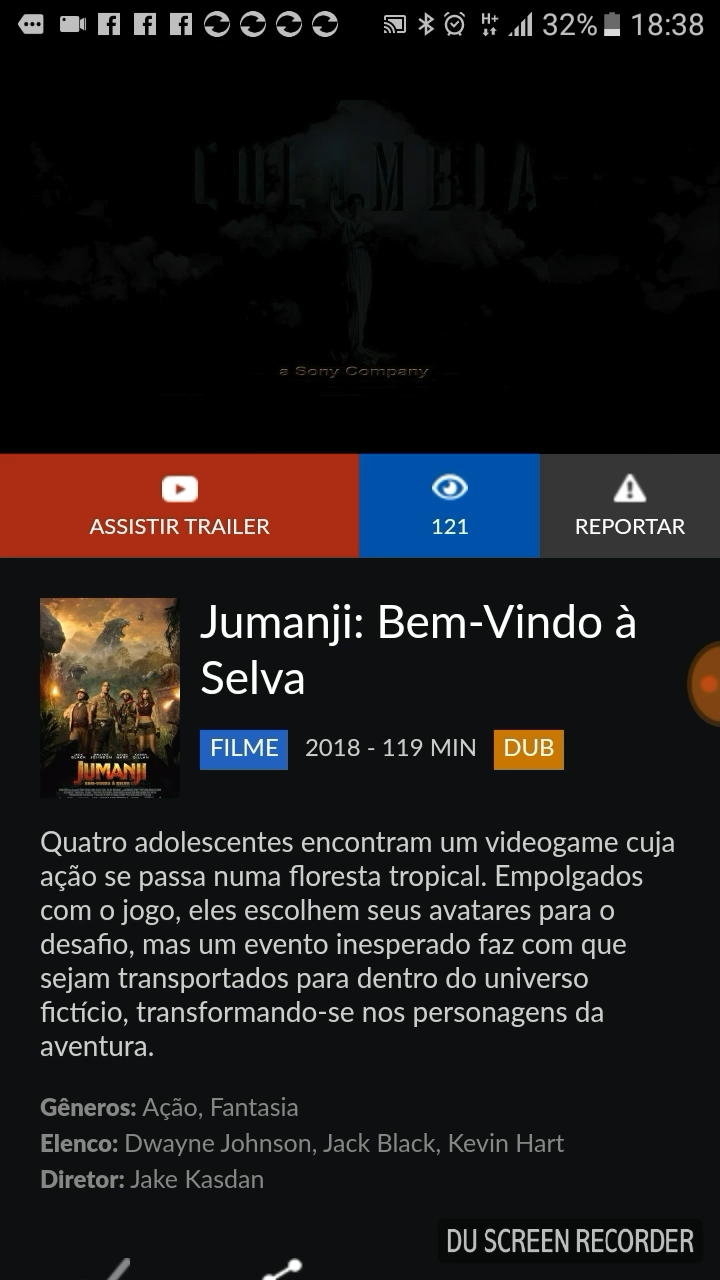 H+ 32% 18:38
COLUMBIA
a Sony Company
ASSISTIR TRAILER
121
REPORTAR
Jumanji: Bem-Vindo à
Selva
FILME 2018 - 119 MIN DUB
JUMANJI
Quatro adolescentes encontram um videogame cuja
ação se passa numa floresta tropical. Empolgados
com o jogo, eles escolhem seus avatares para o
desafio, mas um evento inesperado faz com que
sejam transportados para dentro do universo
fictício, transformando-se nos personagens da
aventura.
Gêneros: Ação, Fantasia
Elenco: Dwayne Johnson, Jack Black, Kevin Hart
Diretor: Jake Kasdan
DU SCREEN RECORDER